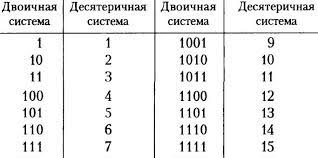 Двоичная Десятеричная Двоичная Десятеричная
система система система система
1 1 1001 9
10 2 1010 10
11 3 1011 11
100 4 1100 12
101 5 1101 13
110 6 1110 14
111 7 1111 15